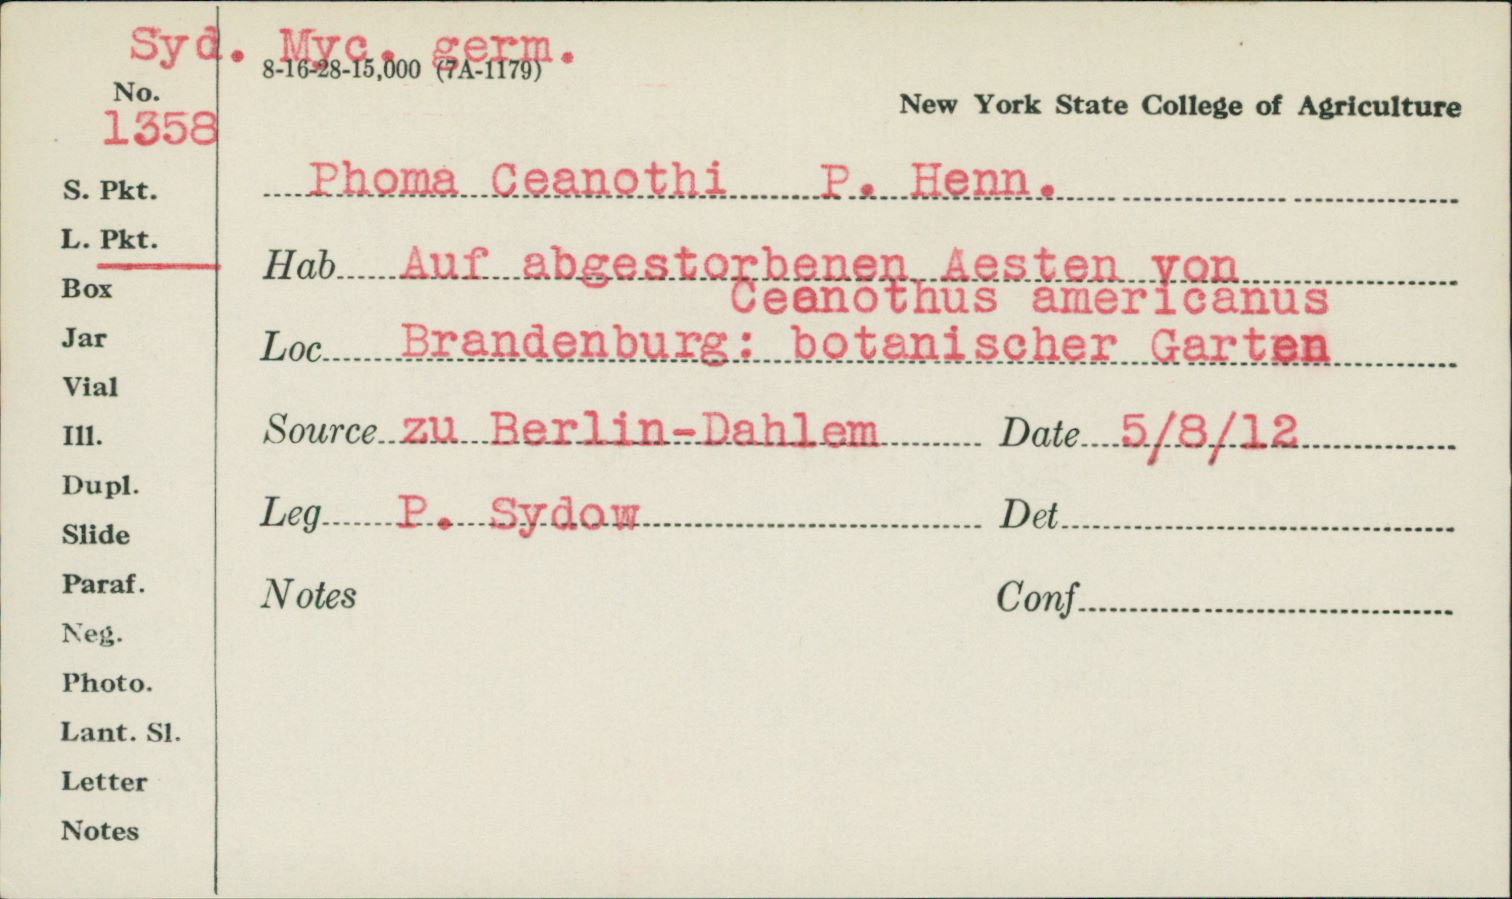 Syd. Myc. germ.
8-16-28-15,000 (7A-1179)
No.
1358
New York State College of Agriculture
S. Pkt.
Phoma Ceanothi P. Henn.
L. Pkt.
Hab Auf abgestorbenen Aesten von
Ceanothus americanus
Box
Jar
Loc Brandenburg: botanischer Garten
Vial
Ill.
Source zu Berlin-Dahlem Date 5/8/12
Dupl.
Leg P. Sydow Det
Slide
Paraf.
Notes Conf
Neg.
Photo.
Lant. Sl.
Letter
Notes